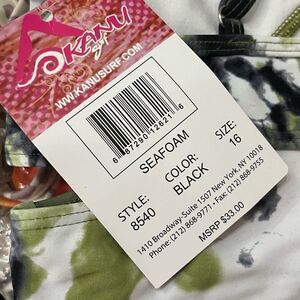 KANU
Surf
WWW.KANUSURF.COM
6 87290 12621 6
SEAFOAM
STYLE:
8540
COLOR:
BLACK
SIZE:
16
1410 Broadway-Suite 1507 New York, NY 10018
Phone: (212) 868-9771 • Fax: (212) 868-9755
MSRP $33.00